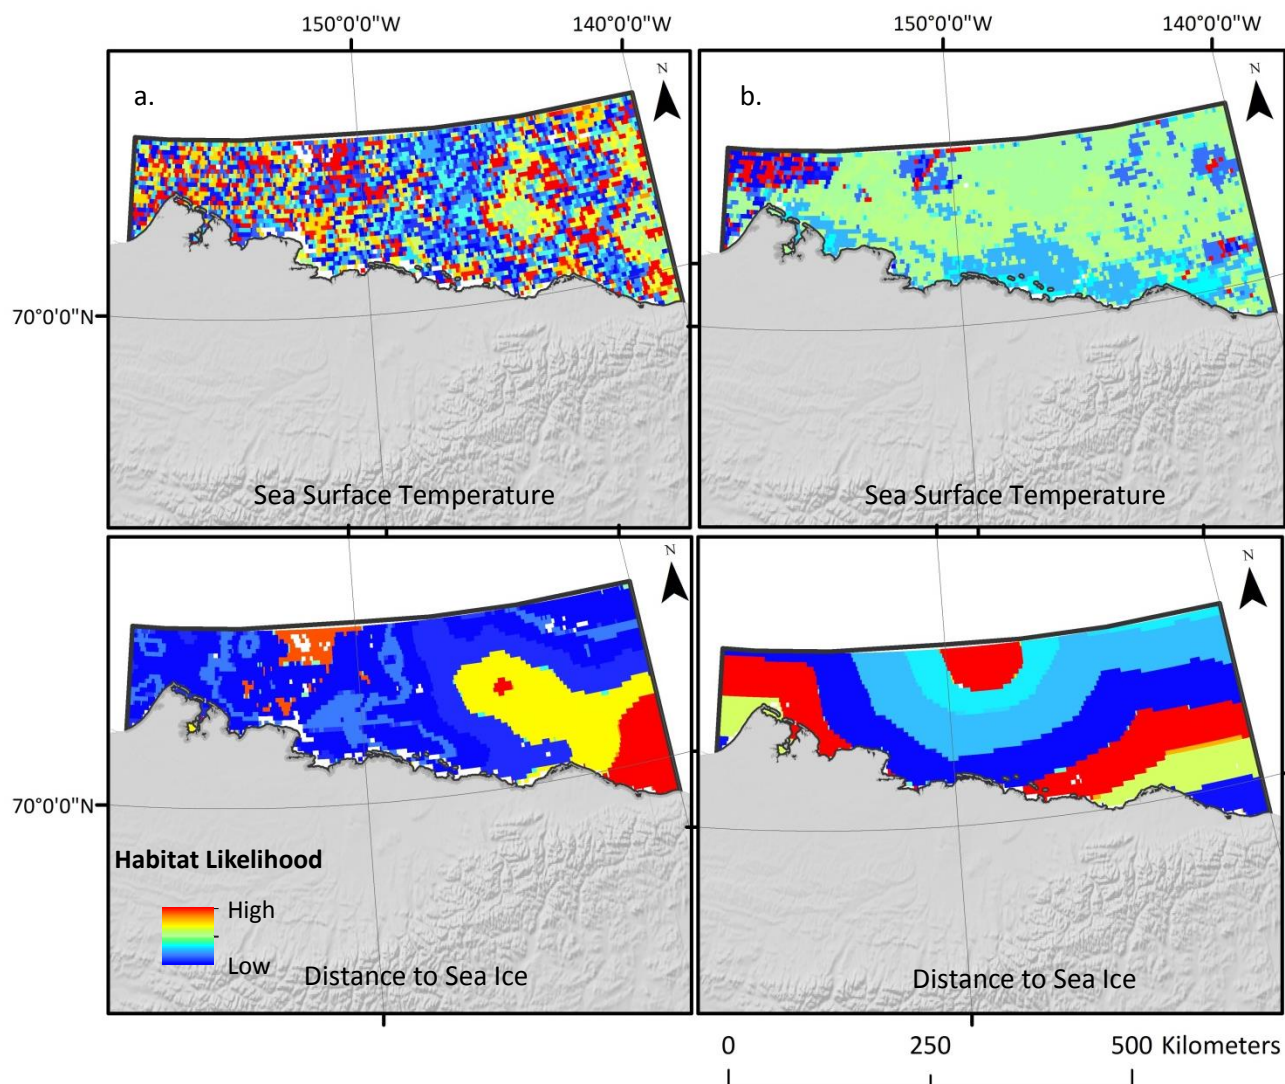 150°0'0"W 140°0'0"W 150°0'0"W 140°0'0"W
N N
a. b.
70°0'0"N
Sea Surface Temperature Sea Surface Temperature
N N
70°0'0"N
Habitat Likelihood
High
Low
Distance to Sea Ice Distance to Sea Ice
0 250 500 Kilometers